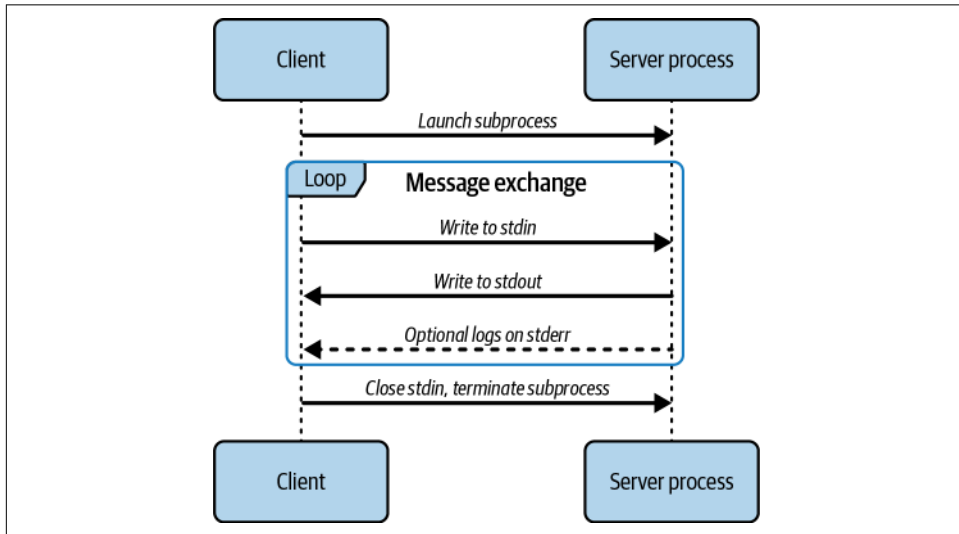 Client
Server process
Launch subprocess
Loop
Message exchange
Write to stdin
Write to stdout
Optional logs on stderr
Close stdin, terminate subprocess
Client
Server process